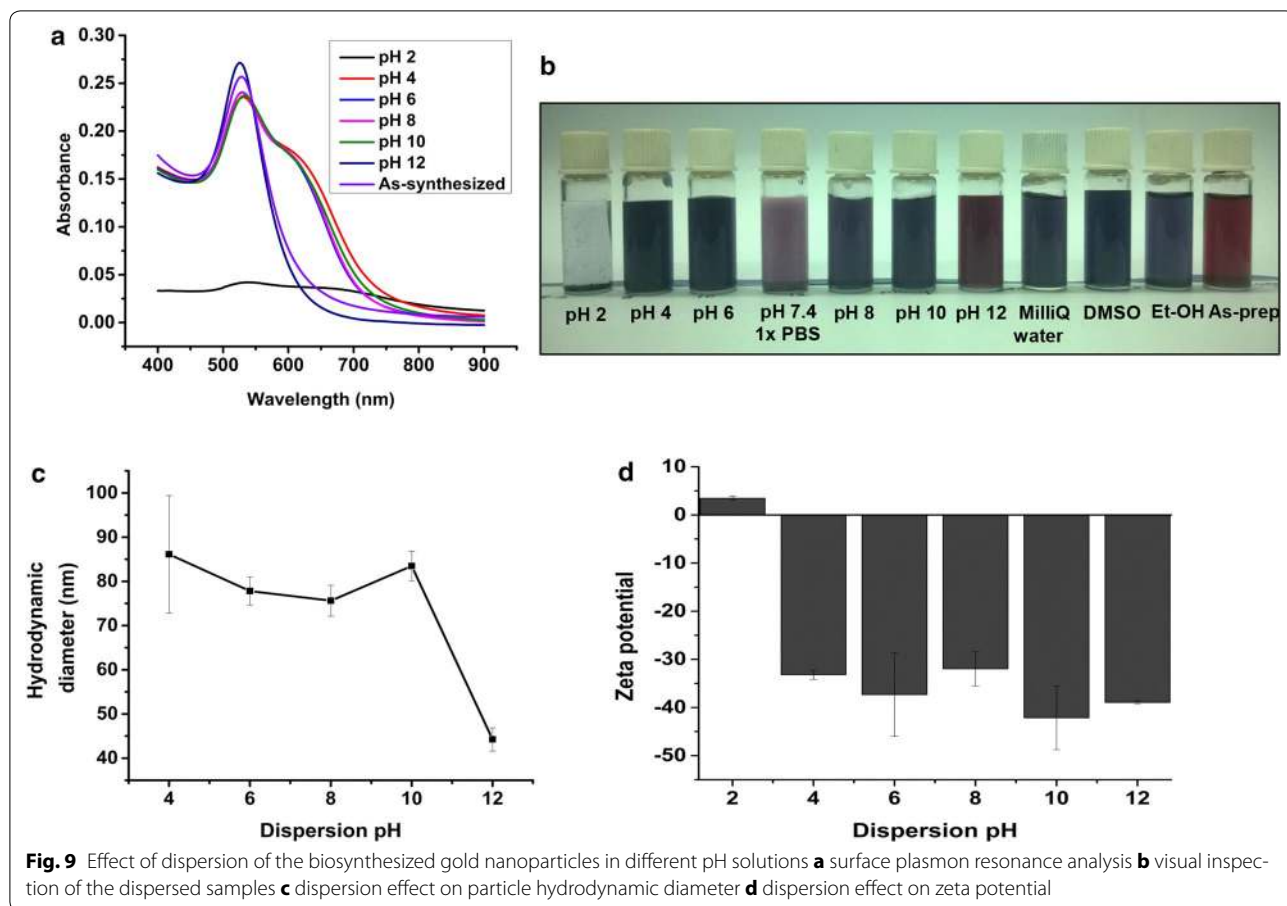 a
0.30
0.25
0.20
0.15
0.10
0.05
0.00
Absorbance
400 500 600 700 800 900
Wavelength (nm)
pH 2
pH 4
pH 6
pH 8
pH 10
pH 12
As-synthesized
b
pH 2 pH 4 pH 6 pH 7.4 1x PBS pH 8 pH 10 pH 12 MilliQ water DMSO Et-OH As-prep
c
100
90
80
70
60
50
40
Hydrodynamic
diameter (nm)
4 6 8 10 12
Dispersion pH
d
10
0
-10
-20
-30
-40
-50
Zeta potential
2 4 6 8 10 12
Dispersion pH
Fig. 9 Effect of dispersion of the biosynthesized gold nanoparticles in different pH solutions a surface plasmon resonance analysis b visual inspec-
tion of the dispersed samples c dispersion effect on particle hydrodynamic diameter d dispersion effect on zeta potential